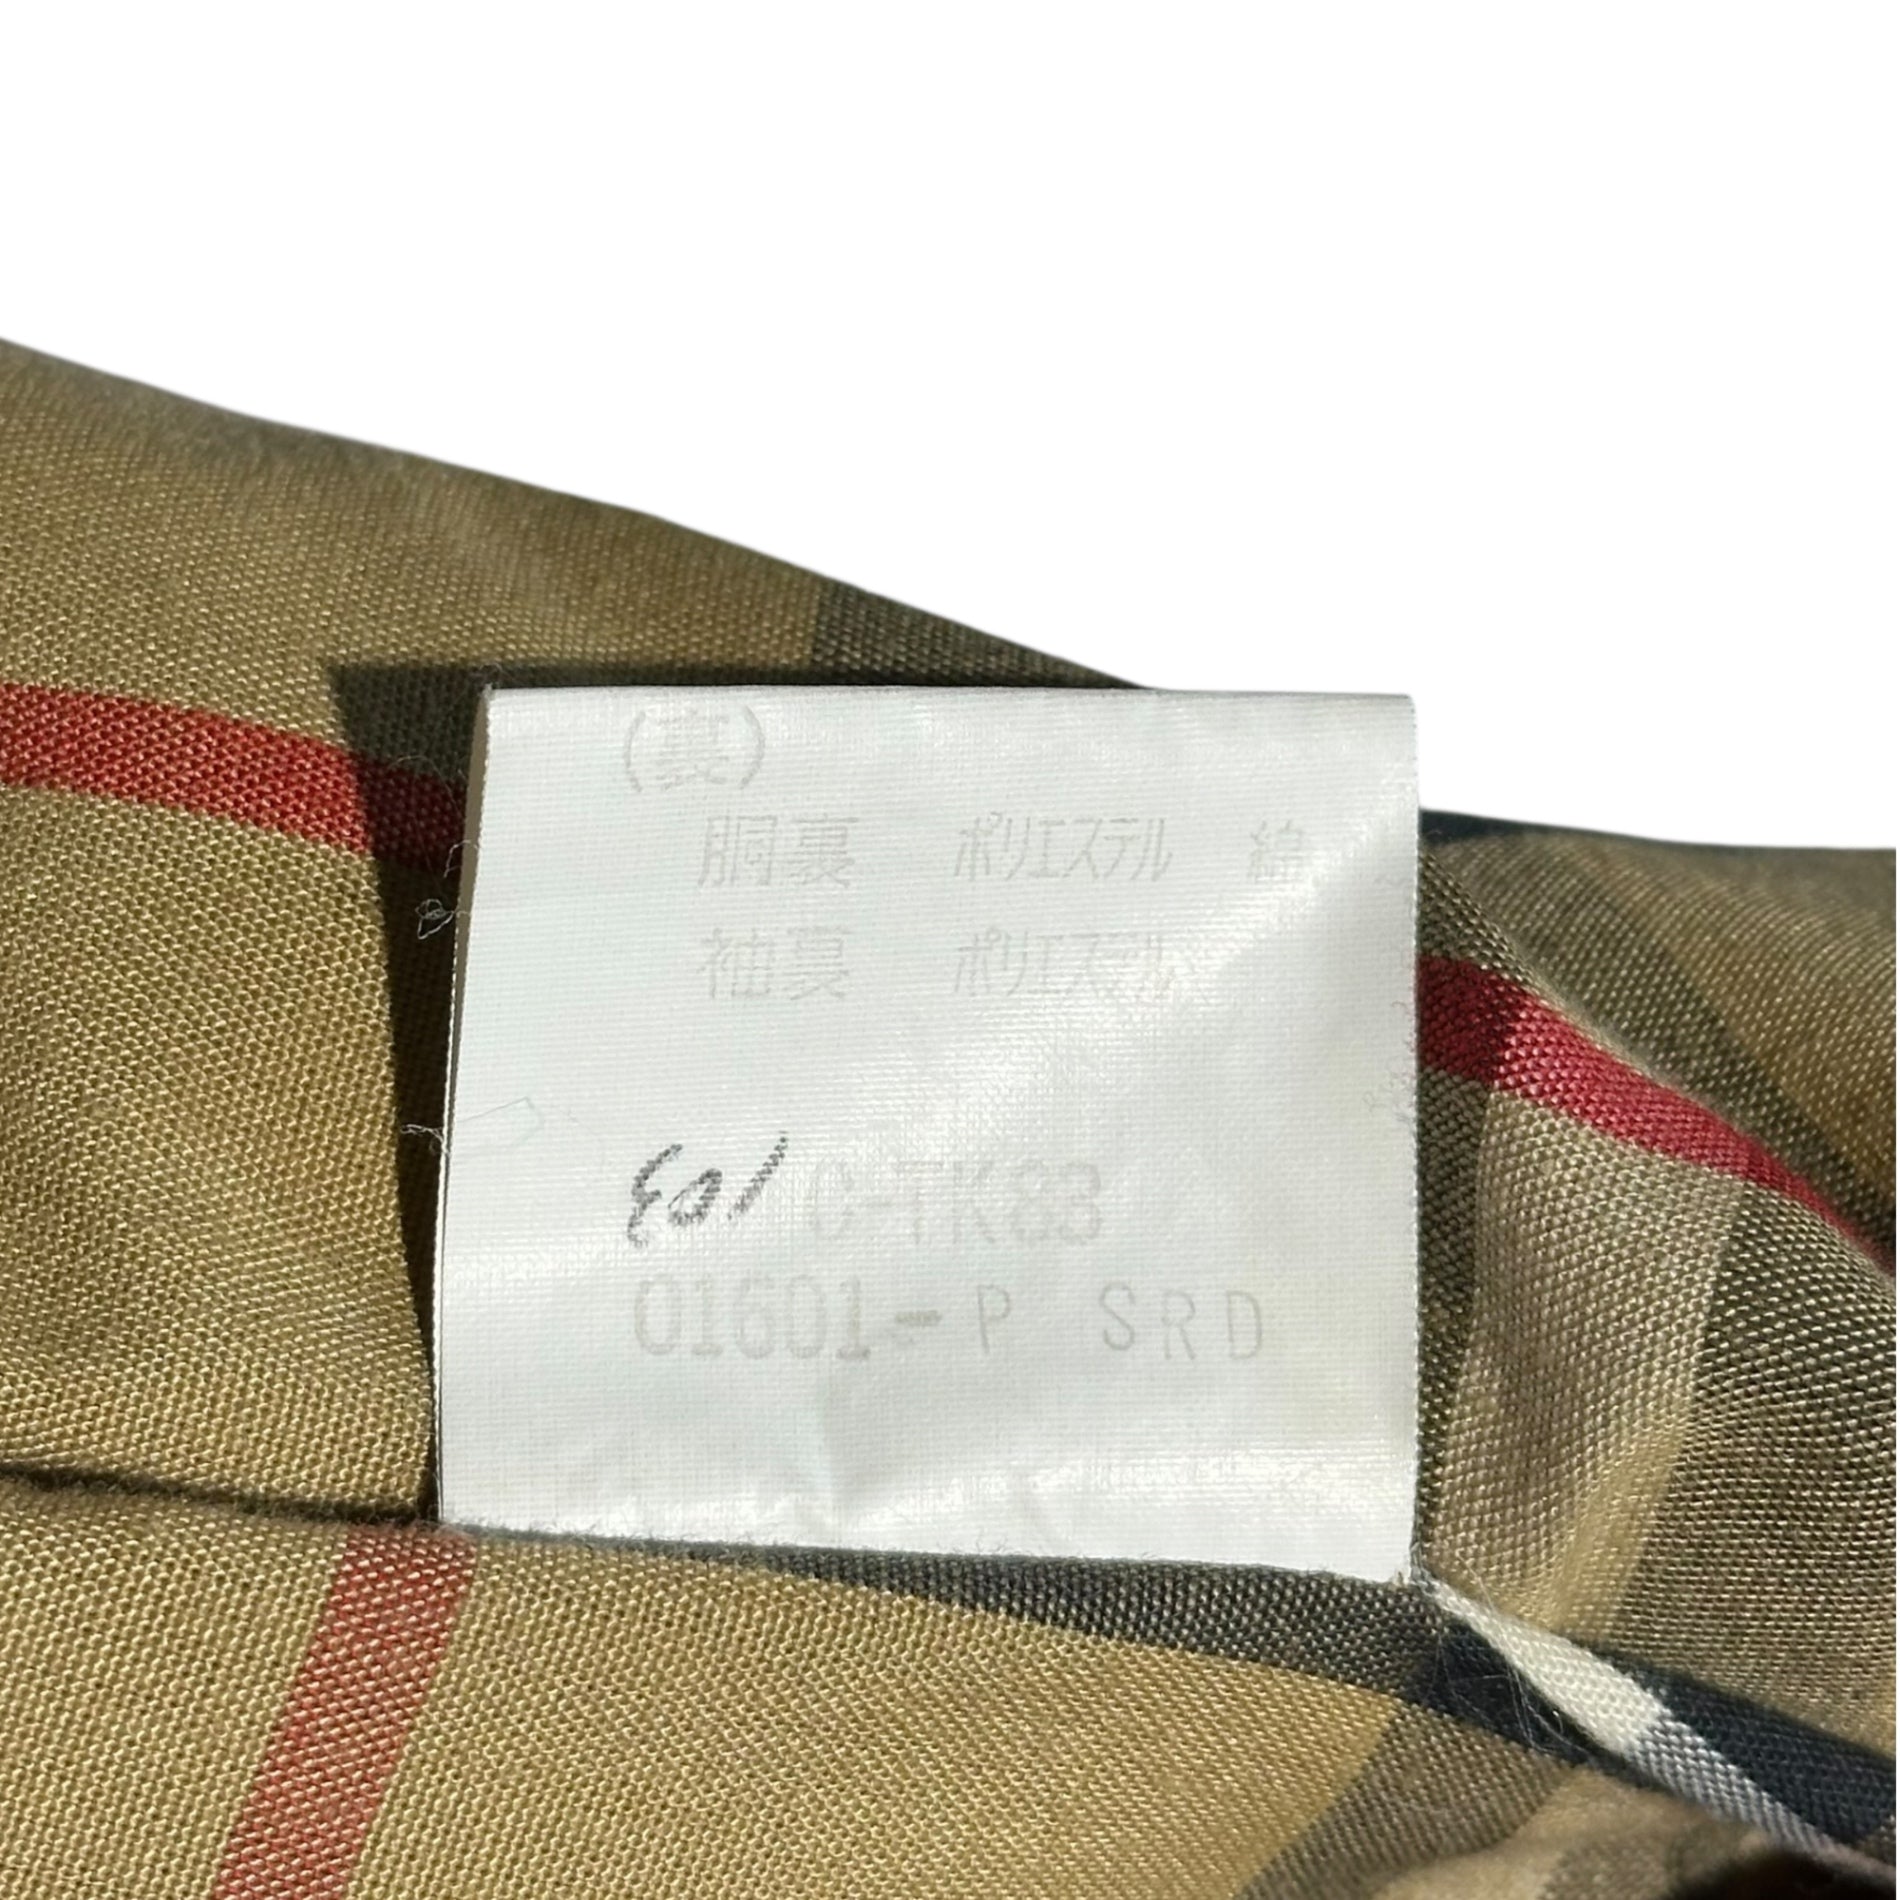 (裏)
胴裏 ポリエステル 綿
袖裏 ポリエステル
C-TK83
01601-P SRD